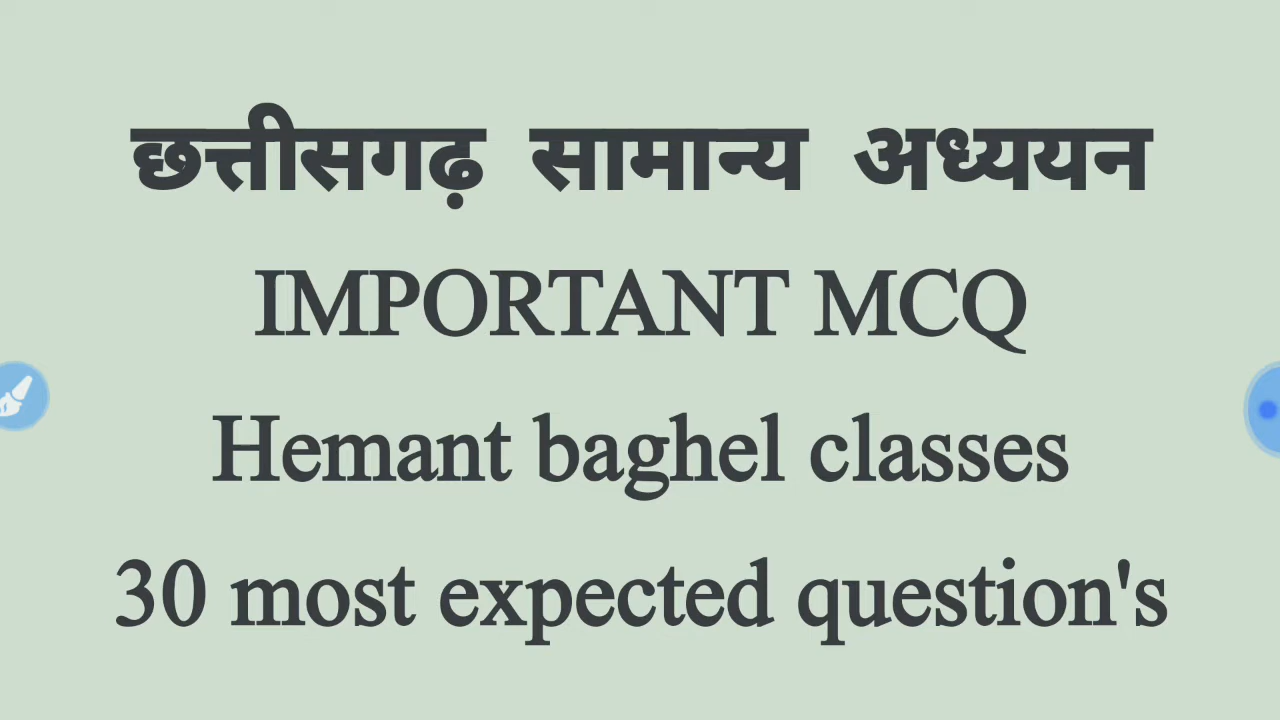 छत्तीसगढ़ सामान्य अध्ययन
IMPORTANT MCQ
Hemant baghel classes
30 most expected question's